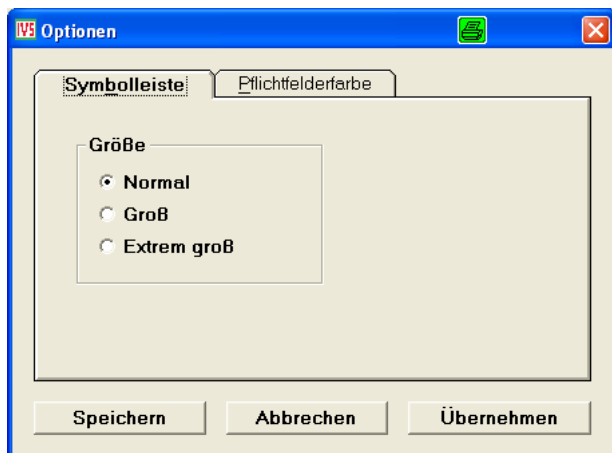 IVS Optionen
Symbolleiste Pflichtfelderfarbe
Größe
Normal
Groß
Extrem groß
Speichern Abbrechen Übernehmen